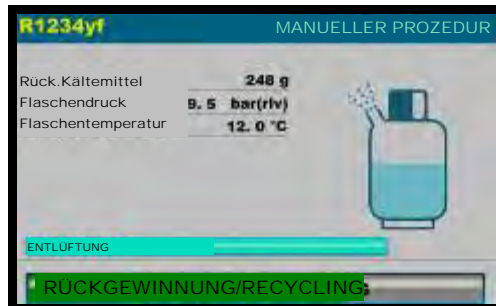 R1234yf MANUELLER PROZEDUR
Rück.Kältemittel 248 g
Flaschendruck 9.5 bar(rlv)
Flaschentemperatur 12.0 °C
ENTLÜFTUNG
RÜCKGEWINNUNG/RECYCLING